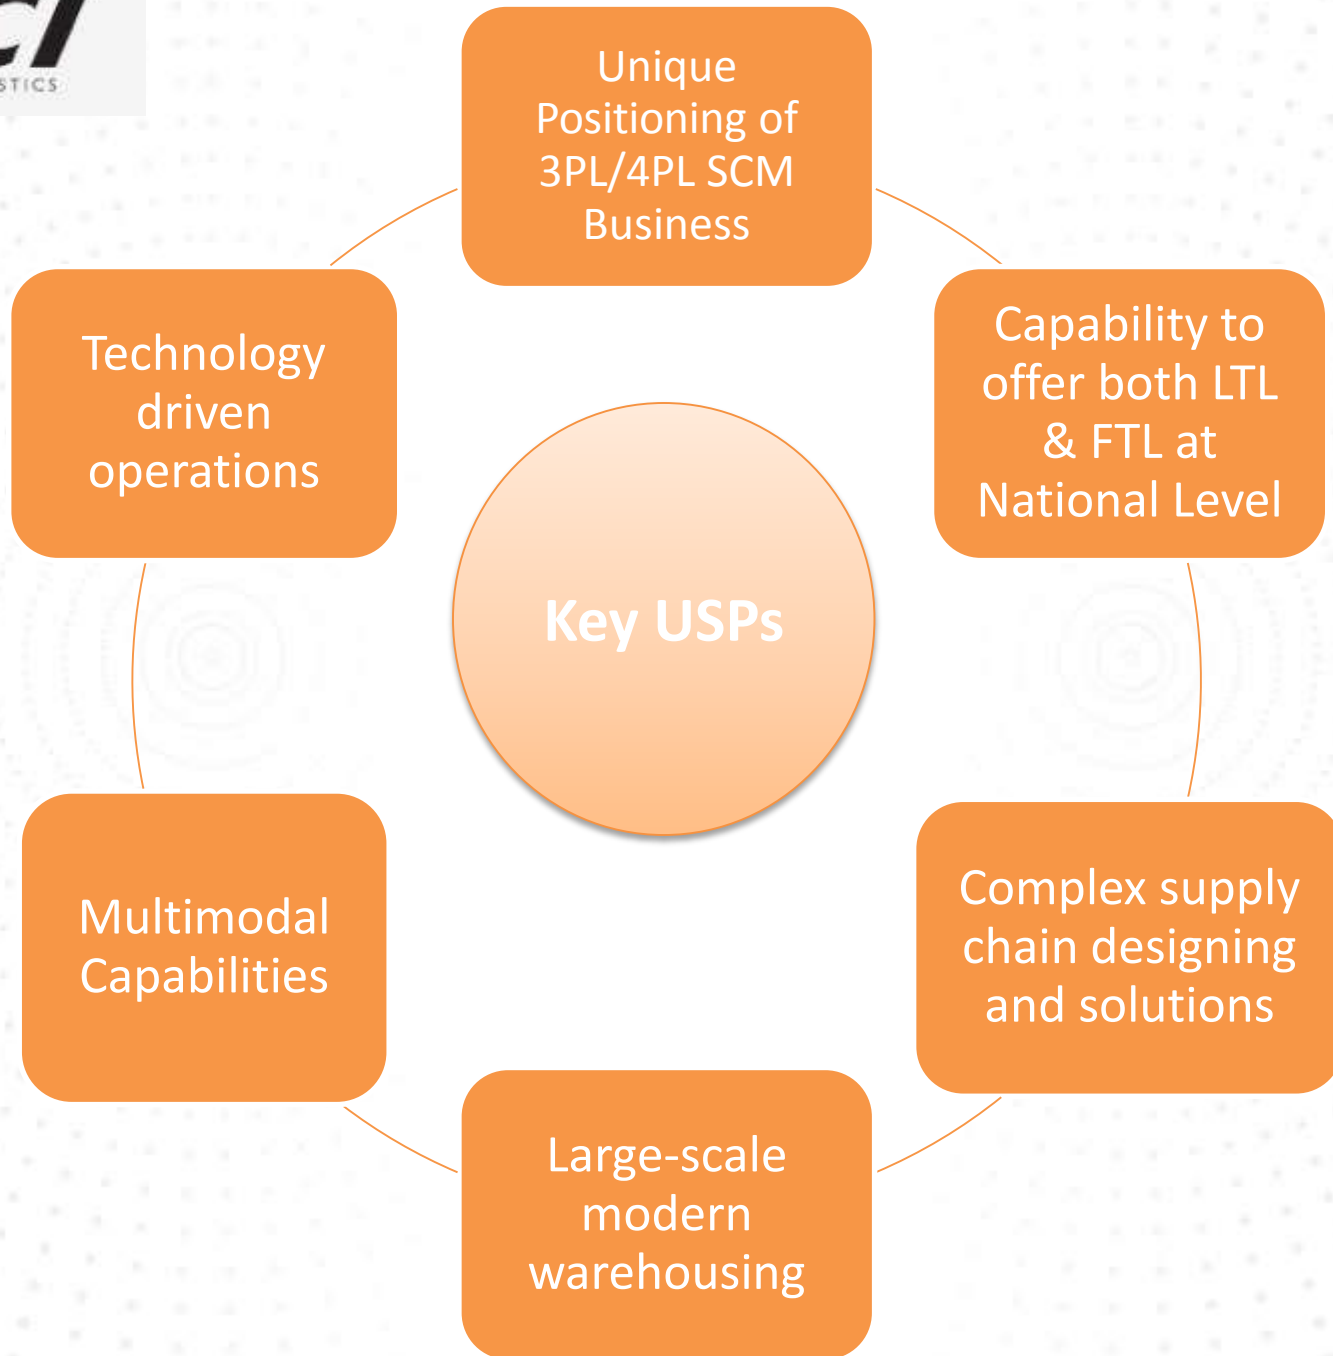 Unique
Positioning of
3PL/4PL SCM
Business
Capability to
offer both LTL
& FTL at
National Level
Complex supply
chain designing
and solutions
Large-scale
modern
warehousing
Multimodal
Capabilities
Technology
driven
operations
Key USPs